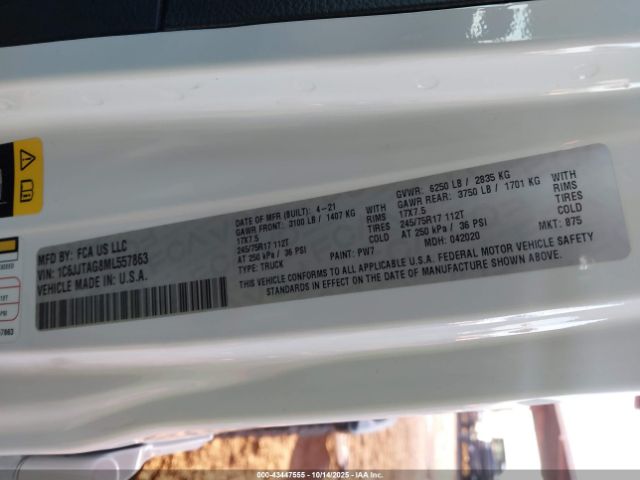 MFD BY: FCA US LLC
VIN: 1C6JJTAG8ML557863
VEHICLE MADE IN: U.S.A.
DATE OF MFR (BUILT): 4-21
GAWR FRONT: 3100 LB / 1407 KG WITH
17X7.5 RIMS
245/75R17 112T TIRES
AT 250 kPa / 36 PSI COLD
TYPE: TRUCK PAINT: PW7
GVWR: 6250 LB / 2835 KG
GAWR REAR: 3750 LB / 1701 KG WITH
17X7.5 RIMS
245/75R17 112T TIRES
AT 250 kPa / 36 PSI COLD
MDH: 042020 MKT: 875
THIS VEHICLE CONFORMS TO ALL APPLICABLE U.S.A. FEDERAL MOTOR VEHICLE SAFETY
STANDARDS IN EFFECT ON THE DATE OF MANUFACTURE SHOWN ABOVE.
PSI
7863
000-43447555 - 10/14/2025 - IAAI Customer